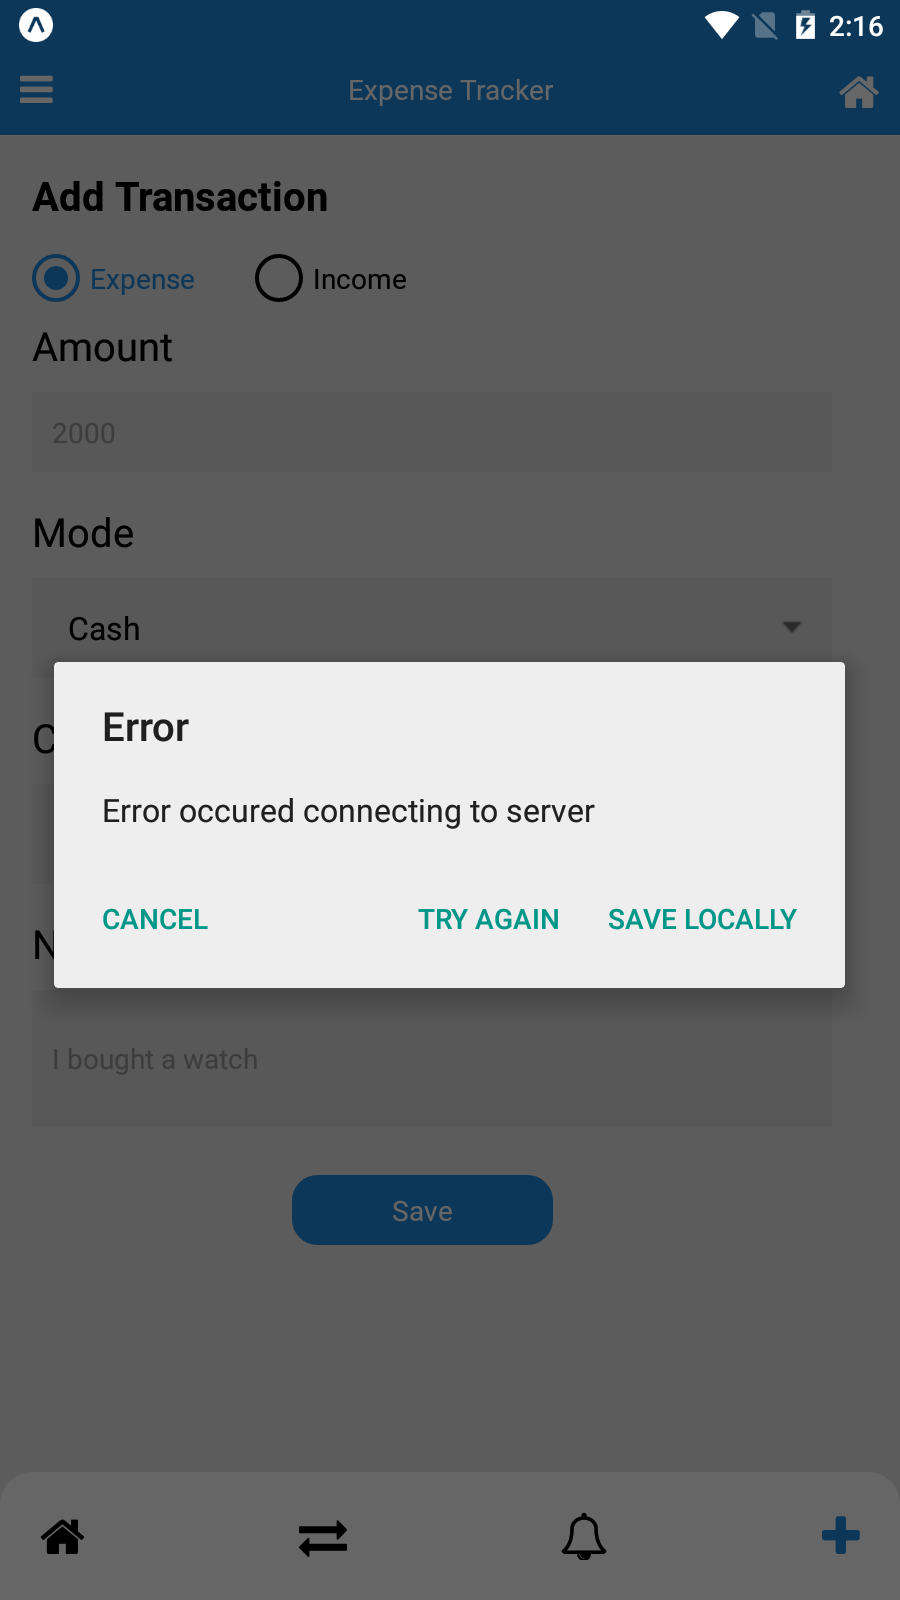 2:16
Expense Tracker
Add Transaction
Expense Income
Amount
2000
Mode
Cash
Error
Error occured connecting to server
CANCEL TRY AGAIN SAVE LOCALLY
I bought a watch
Save